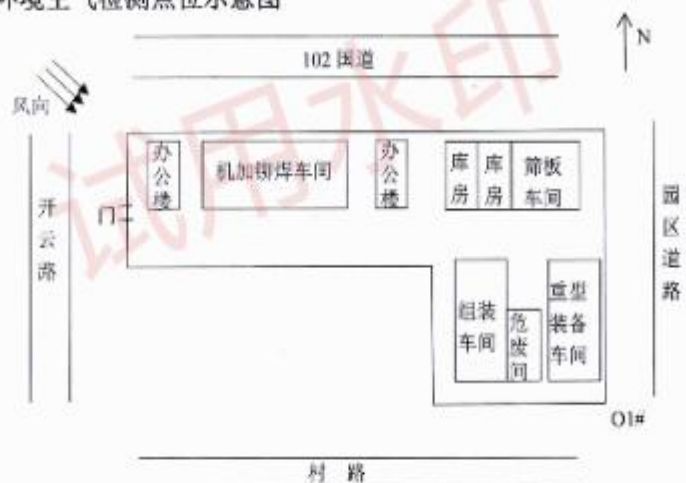 环境空气检测点位示意图
N
102 国道
风向
办公楼
机加铆焊车间
办公楼
库房
库房
筛板车间
门
开云路
园区道路
组装车间
危废间
重型装备车间
O1#
村 路
试用水印